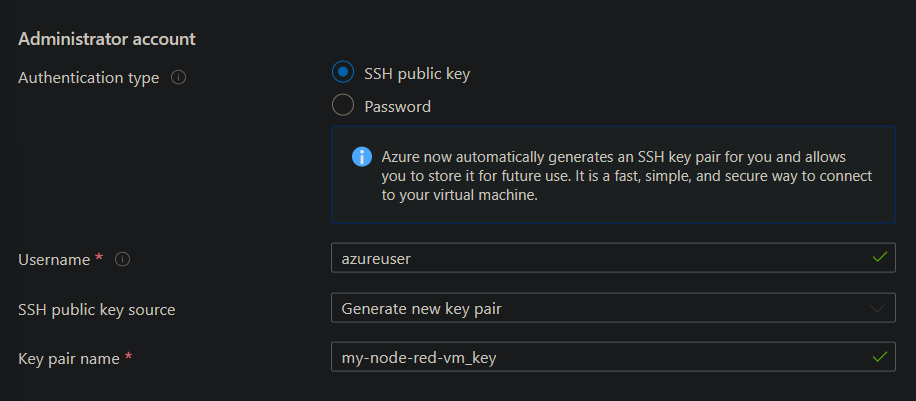 Administrator account
Authentication type
SSH public key
Password
Azure now automatically generates an SSH key pair for you and allows
you to store it for future use. It is a fast, simple, and secure way to connect
to your virtual machine.
Username *
azureuser
SSH public key source
Generate new key pair
Key pair name *
my-node-red-vm_key